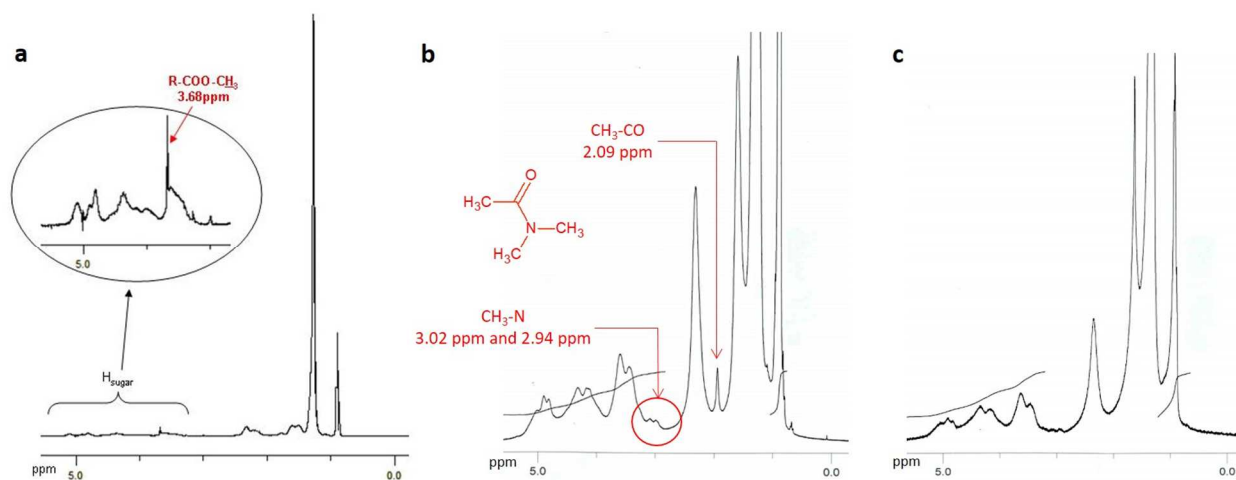 a
R-COO-CH3
3.68ppm
5.0
Hsugar
ppm
5.0
0.0
b
CH3-CO
2.09 ppm
O
H3C
N
CH3
H3C
CH3-N
3.02 ppm and 2.94 ppm
ppm
5.0
0.0
c
ppm
5.0
0.0